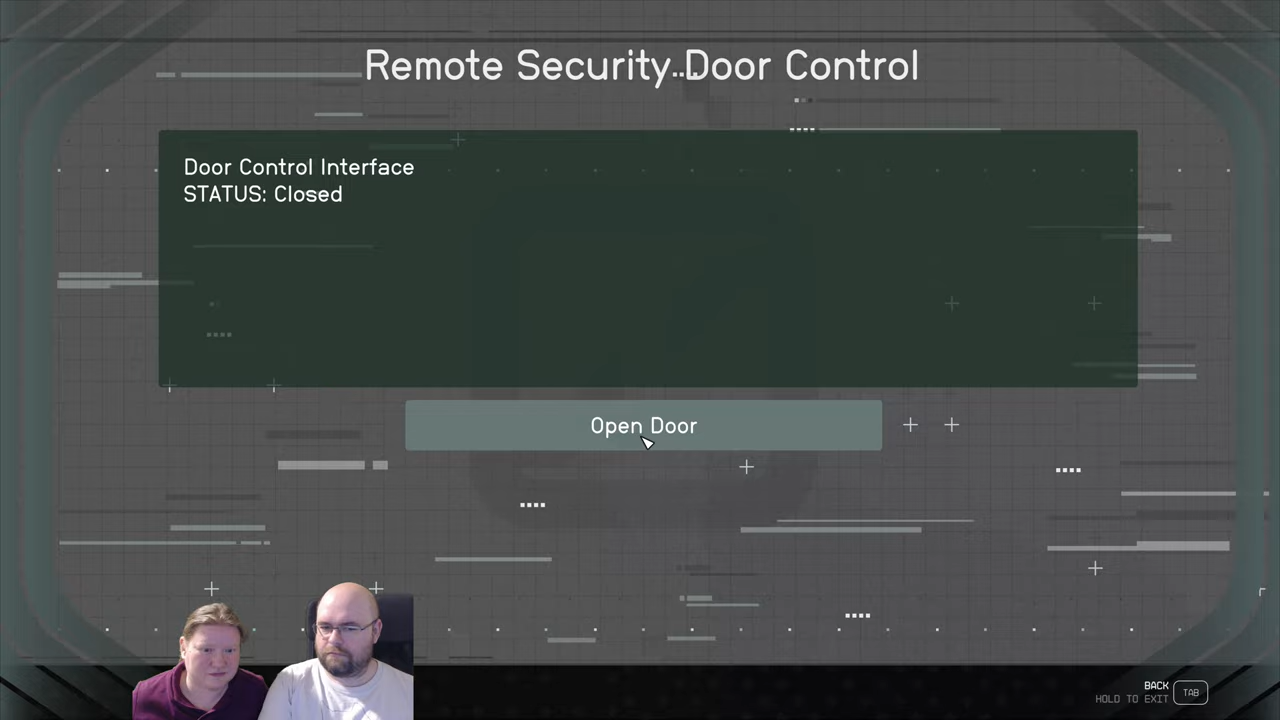 Remote Security Door Control
Door Control Interface
STATUS: Closed
Open Door
BACK
HOLD TO EXIT
TAB